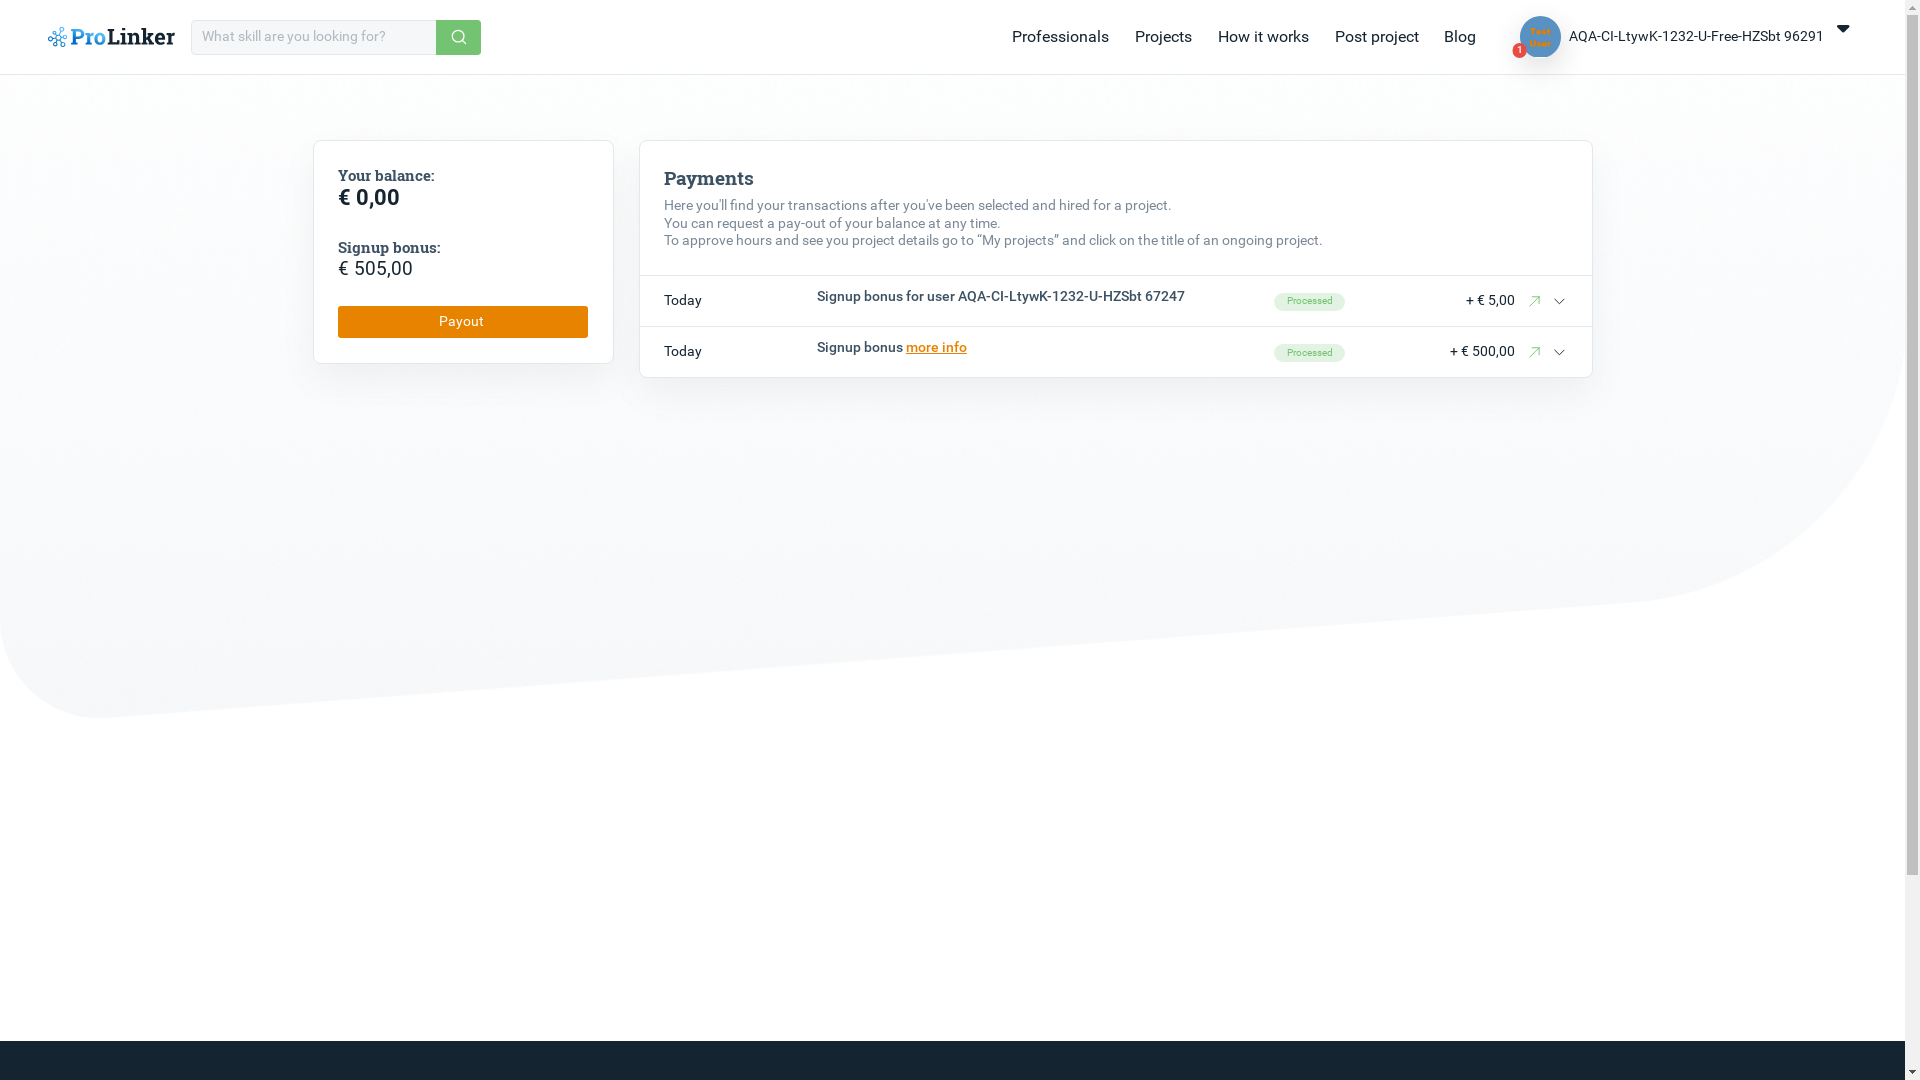 ProLinker
What skill are you looking for?
Professionals
Projects
How it works
Post project
Blog
Test
User
1
AQA-CI-LtywK-1232-U-Free-HZSbt 96291
Your balance:
€ 0,00
Signup bonus:
€ 505,00
Payout
Payments
Here you'll find your transactions after you've been selected and hired for a project.
You can request a pay-out of your balance at any time.
To approve hours and see you project details go to “My projects” and click on the title of an ongoing project.
Today Signup bonus for user AQA-CI-LtywK-1232-U-HZSbt 67247 Processed + € 5,00
Today Signup bonus more info Processed + € 500,00